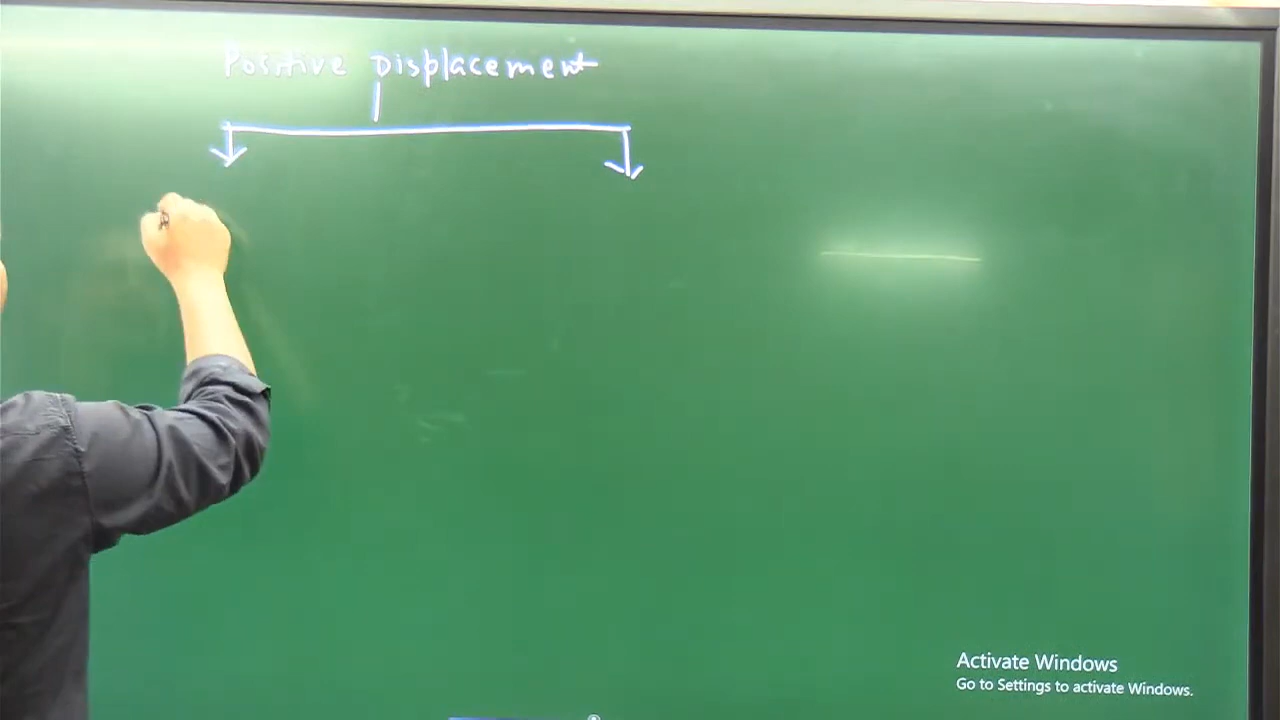 Positive Displacement
Activate Windows
Go to Settings to activate Windows.